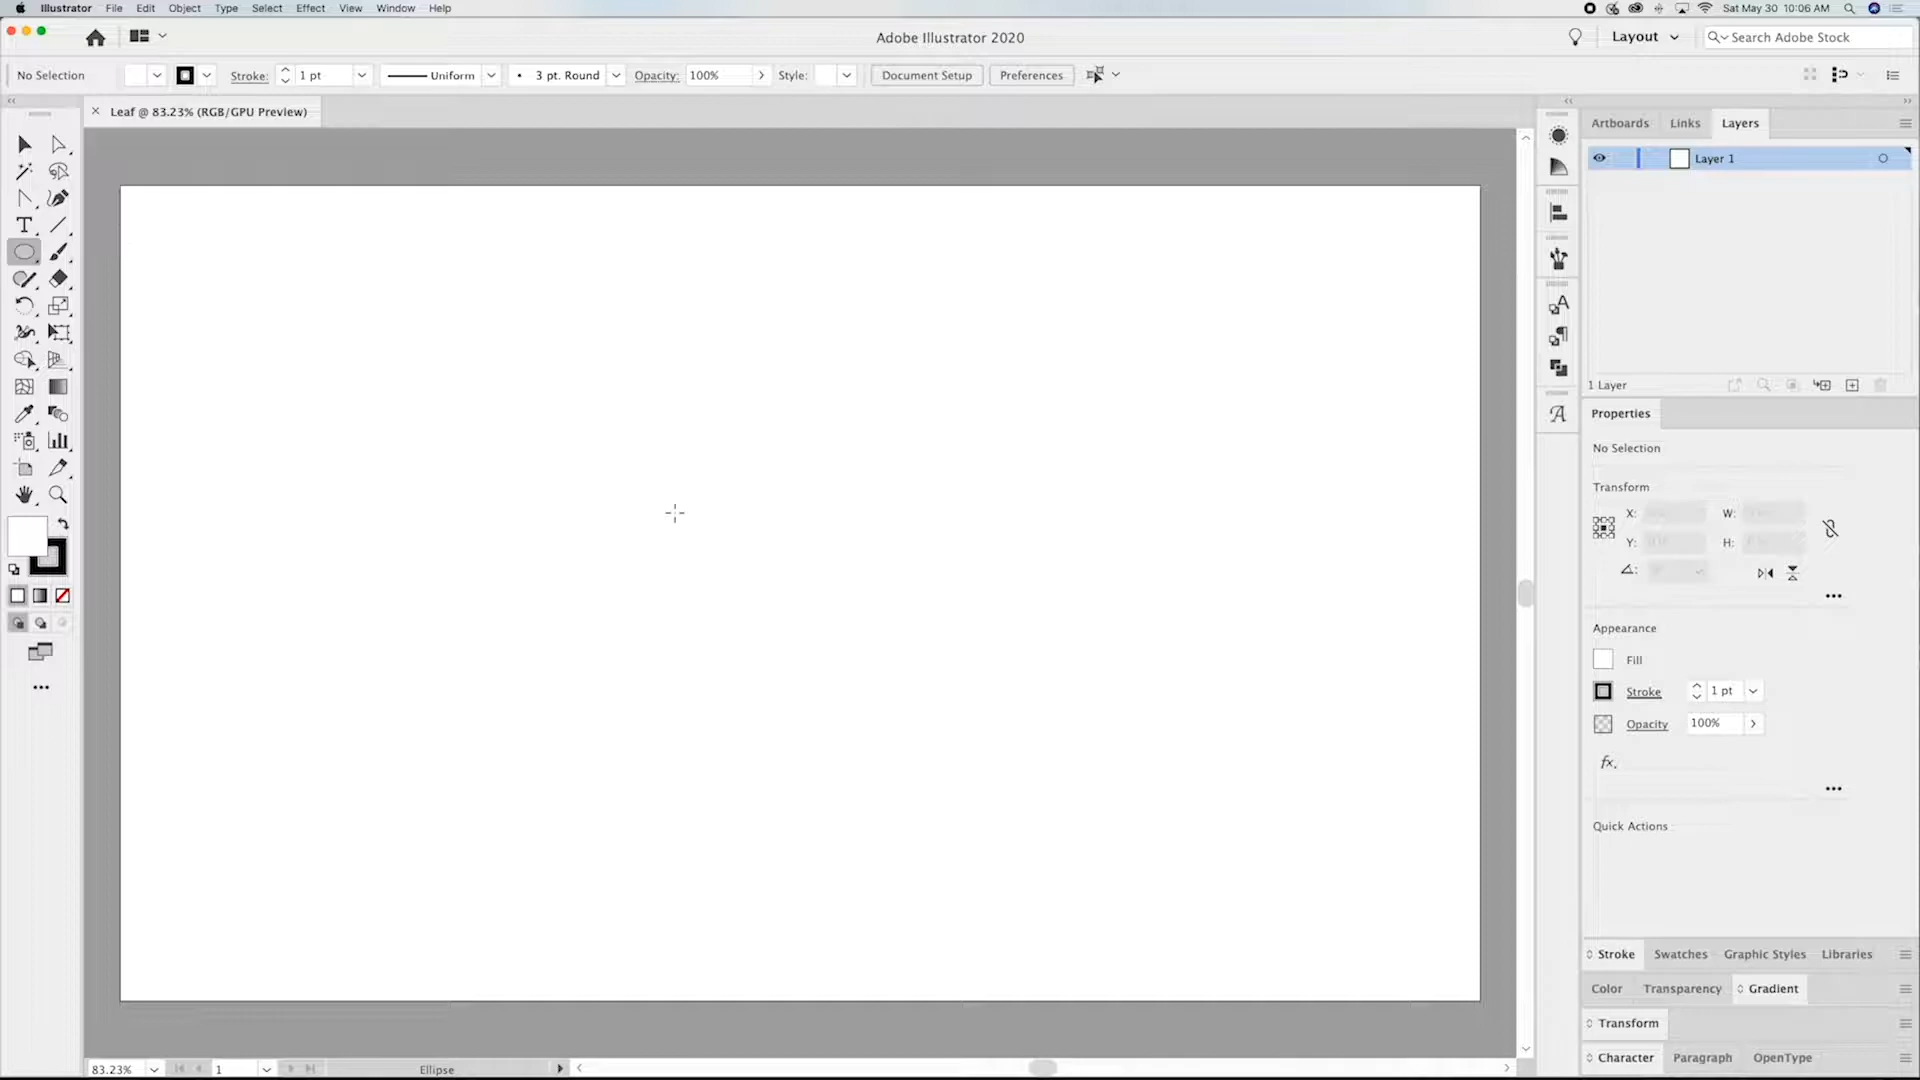 Illustrator File Edit Object Type Select Effect View Window Help
Sat May 30 10:06 AM
Adobe Illustrator 2020
Layout
Search Adobe Stock
No Selection
Stroke: 1 pt
Uniform
3 pt. Round
Opacity: 100%
Style:
Document Setup
Preferences
Leaf @ 83.23% (RGB/GPU Preview)
Artboards Links Layers
Layer 1
1 Layer
Properties
No Selection
Transform
X: W:
Y: H:
Appearance
Fill
Stroke 1 pt
Opacity 100%
fx.
Quick Actions
Stroke Swatches Graphic Styles Libraries
Color Transparency Gradient
Transform
Character Paragraph OpenType
83.23% 1 Ellipse